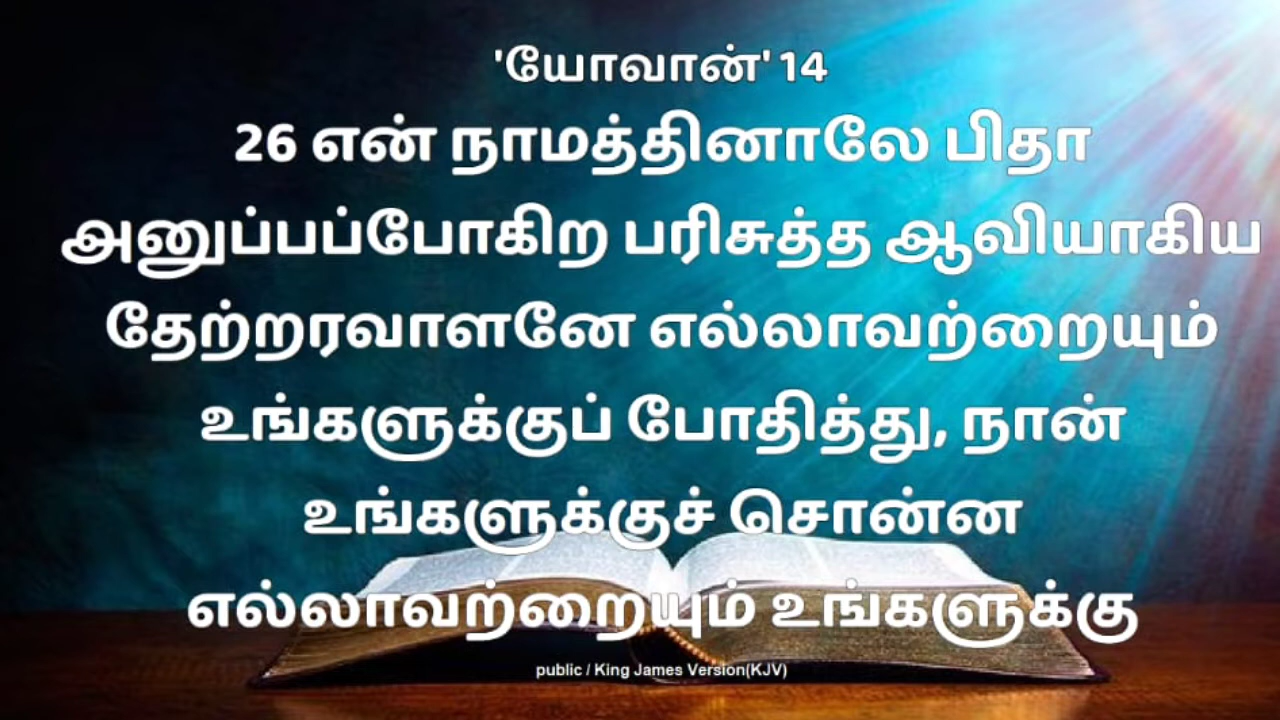 'யோவான்' 14
26 என் நாமத்தினாலே பிதா
அனுப்பப்போகிற பரிசுத்த ஆவியாகிய
தேற்றரவாளனே எல்லாவற்றையும்
உங்களுக்குப் போதித்து, நான்
உங்களுக்குச் சொன்ன
எல்லாவற்றையும் உங்களுக்கு
public / King James Version(KJV)